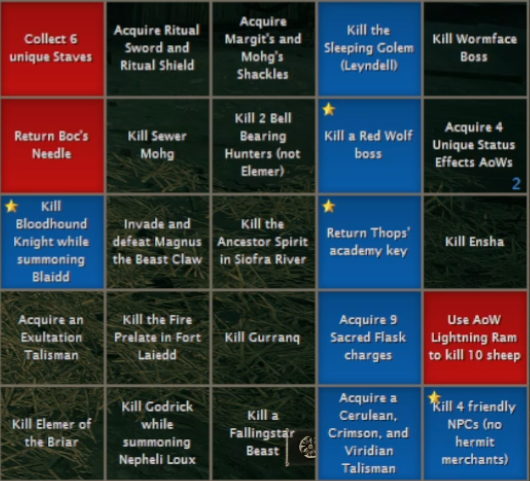 Collect 6
unique Staves
Acquire Ritual
Sword and
Ritual Shield
Acquire
Margit's and
Mohg's
Shackles
Kill the
Sleeping Golem
(Leyndell)
Kill Wormface
Boss
Return Boc's
Needle
Kill Sewer
Mohg
Kill 2 Bell
Bearing
Hunters (not
Elemer)
Kill a Red Wolf
boss
Acquire 4
Unique Status
Effects AoWs
2
Kill
Bloodhound
Knight while
summoning
Blaidd
Invade and
defeat Magnus
the Beast Claw
Kill the
Ancestor Spirit
in Siofra River
Return Thops'
academy key
Kill Ensha
Acquire an
Exultation
Talisman
Kill the Fire
Prelate in Fort
Laiedd
Kill Gurranq
Acquire 9
Sacred Flask
charges
Use AoW
Lightning Ram
to kill 10 sheep
Kill Elemer of
the Briar
Kill Godrick
while
summoning
Nepheli Loux
Kill a
Fallingstar
Beast
Acquire a
Cerulean,
Crimson, and
Viridian
Talisman
Kill 4 friendly
NPCs (no
hermit
merchants)